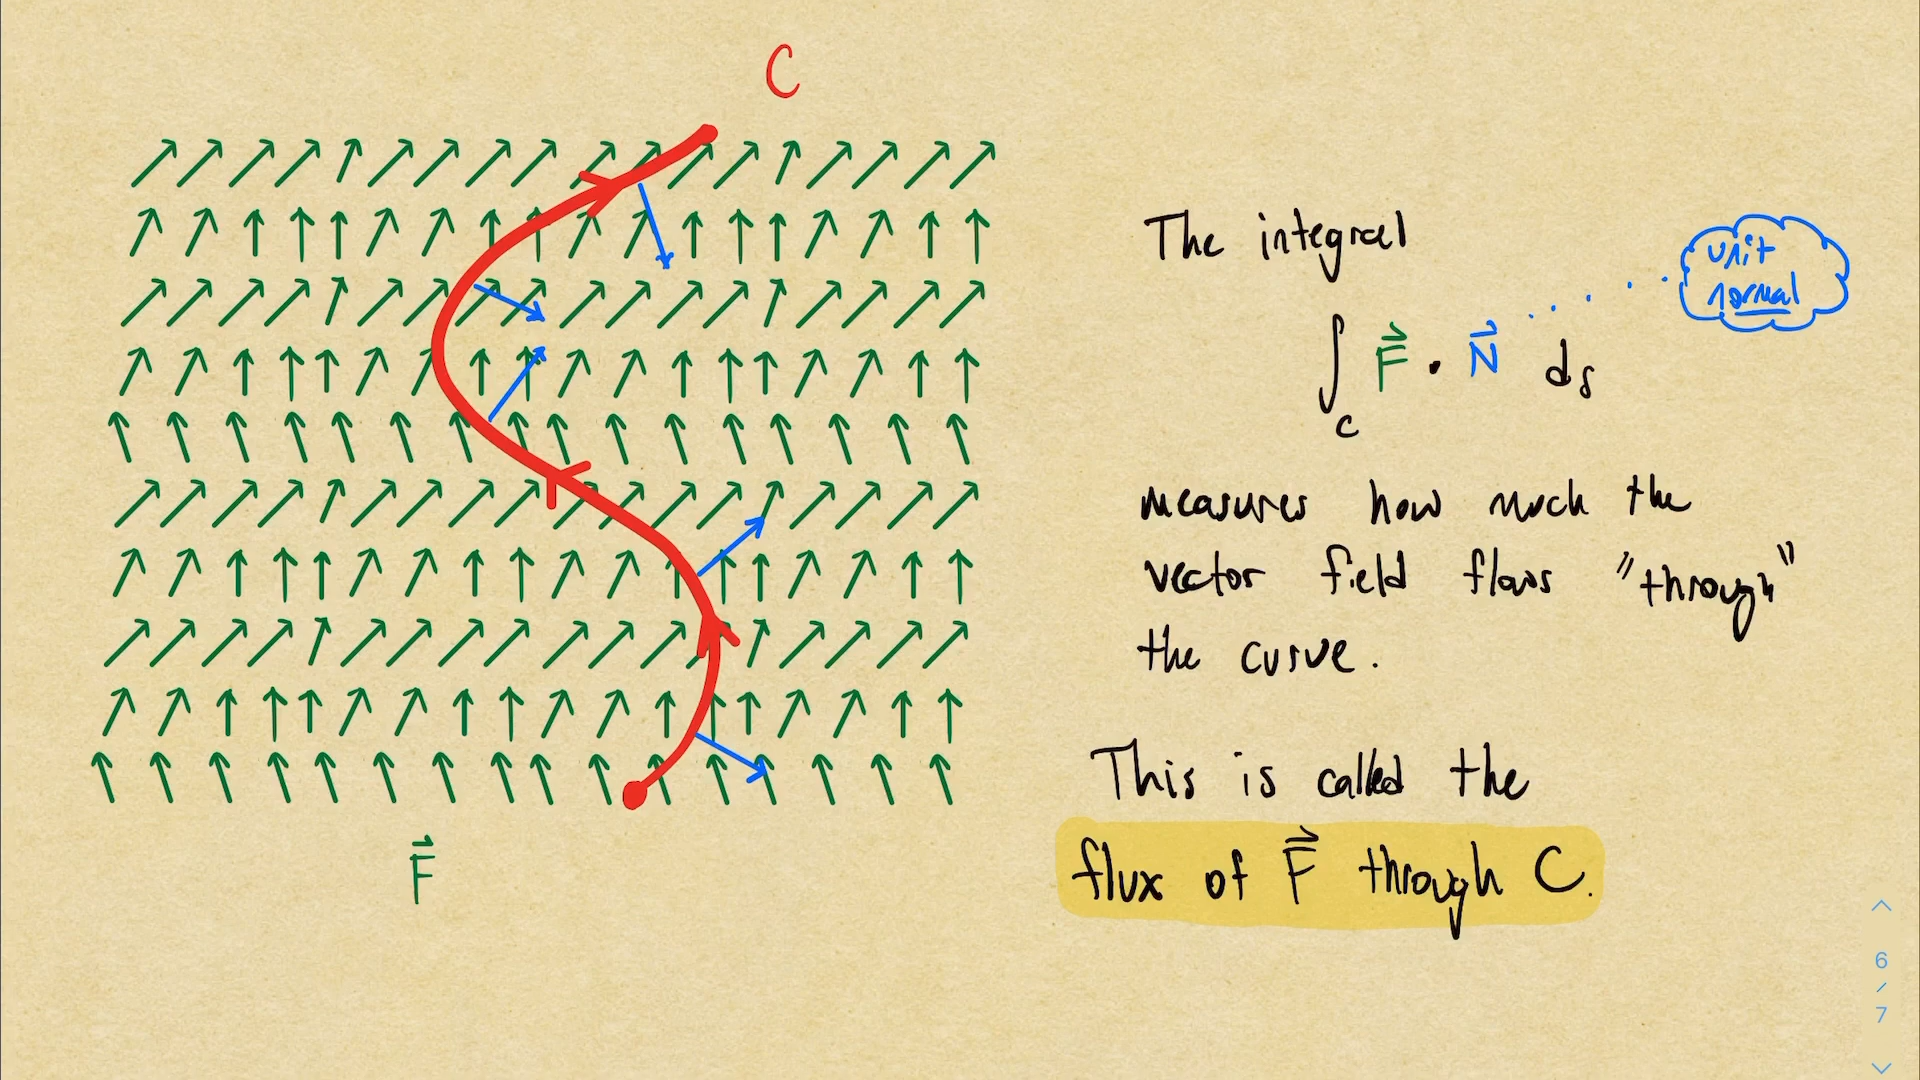 C
The integral
unit
normal
∫_C F⃗ · N⃗ ds
measures how much the
vector field flows "through"
the curve.
This is called the
flux of F⃗ through C.
F⃗
6
/
7